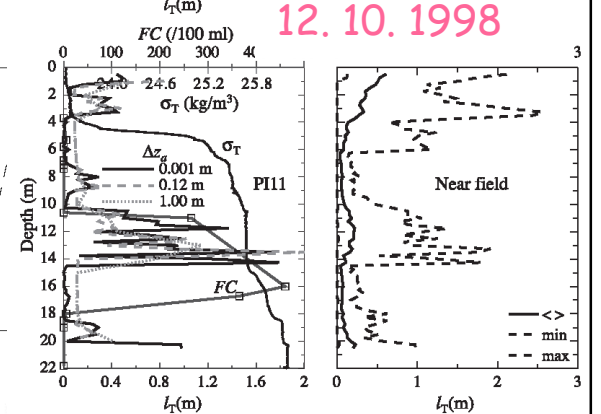 l_T(m)
12. 10. 1998
FC (/100 ml)
0 100 200 300 40
3
24.0 24.6 25.2 25.8
σ_T (kg/m³)
0
2
4
6
8
10
12
14
16
18
20
22
Depth (m)
σ_T
Δz_a
0.001 m
0.12 m
1.00 m
PI11
Near field
FC
< >
min
max
0 0.4 0.8 1.2 1.6 2
l_T(m)
0 1 2 3
l_T(m)